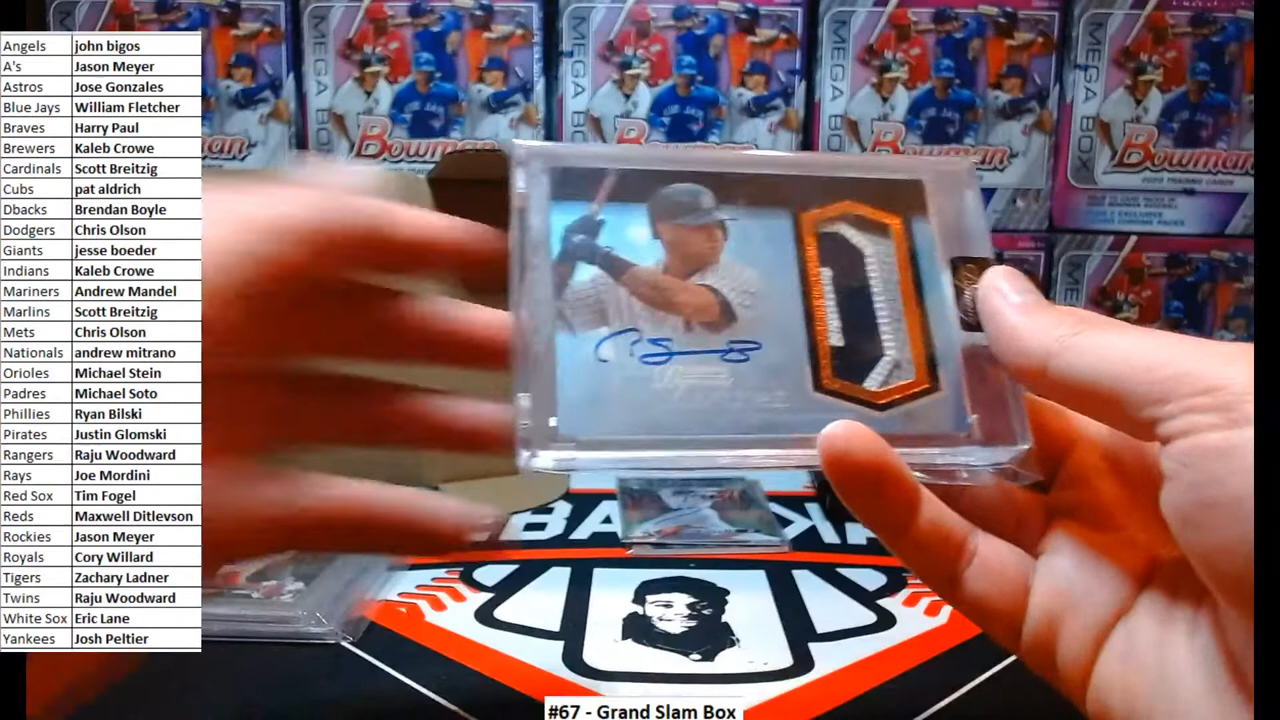 Angels john bigos
A's Jason Meyer
Astros Jose Gonzales
Blue Jays William Fletcher
Braves Harry Paul
Brewers Kaleb Crowe
Cardinals Scott Breitzig
Cubs pat aldrich
Dbacks Brendan Boyle
Dodgers Chris Olson
Giants jesse boeder
Indians Kaleb Crowe
Mariners Andrew Mandel
Marlins Scott Breitzig
Mets Chris Olson
Nationals andrew mitrano
Orioles Michael Stein
Padres Michael Soto
Phillies Ryan Bilski
Pirates Justin Glomski
Rangers Raju Woodward
Rays Joe Mordini
Red Sox Tim Fogel
Reds Maxwell Ditlevson
Rockies Jason Meyer
Royals Cory Willard
Tigers Zachary Ladner
Twins Raju Woodward
White Sox Eric Lane
Yankees Josh Peltier
MEGA BOX
MEGA BOX
MEGA BOX
MEGA BOX
Bowman
Bowman
Bowman
Bowman
2020 TRADING CARDS
#67 - Grand Slam Box